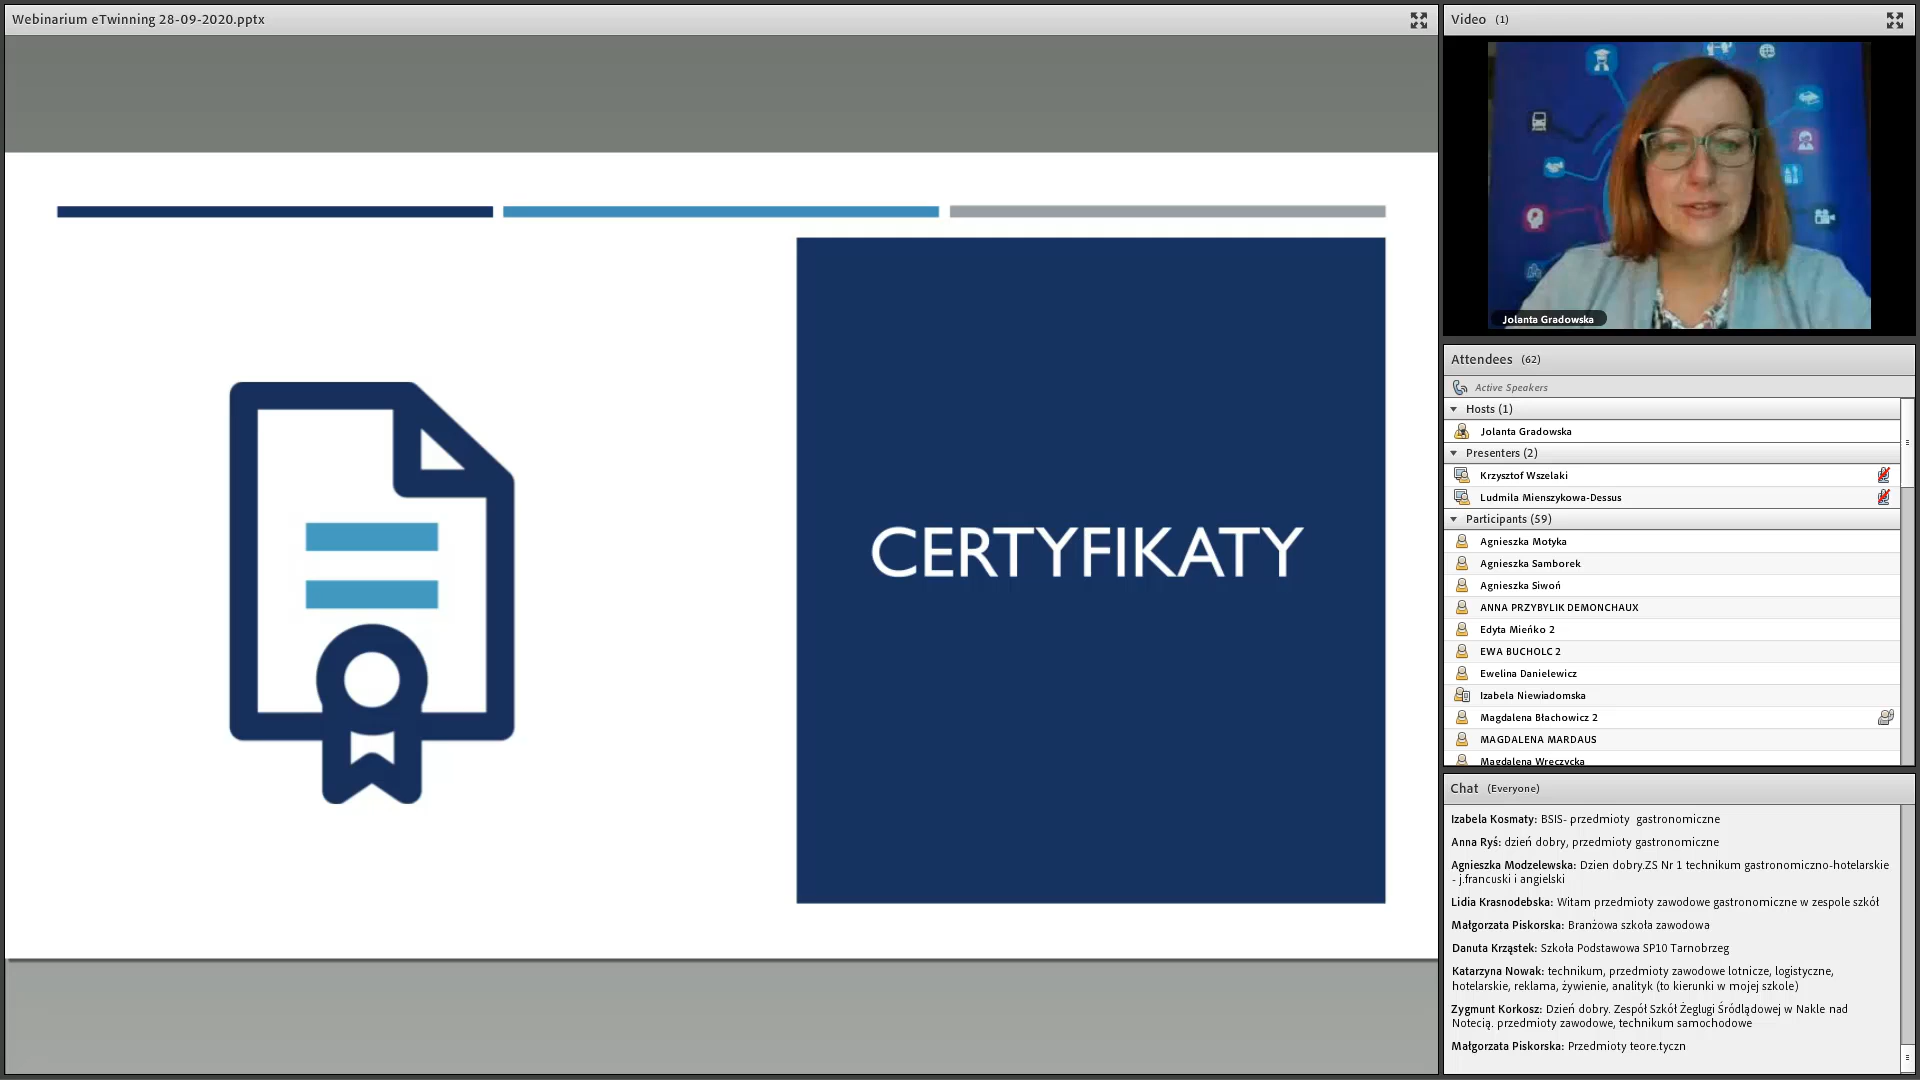 Webinarium eTwinning 28-09-2020.pptx
CERTYFIKATY
Video (1)
Jolanta Gradowska
Attendees (62)
Active Speakers
Hosts (1)
Jolanta Gradowska
Presenters (2)
Krzysztof Wszelaki
Ludmila Mienszykowa-Dessus
Participants (59)
Agnieszka Motyka
Agnieszka Samborek
Agnieszka Siwoń
ANNA PRZYBYLIK DEMONCHAUX
Edyta Mieńko 2
EWA BUCHOLC 2
Ewelina Danielewicz
Izabela Niewiadomska
Magdalena Błachowicz 2
MAGDALENA MARDAUS
Magdalena Wreczycka
Chat (Everyone)
Izabela Kosmaty: BSIS- przedmioty gastronomiczne
Anna Ryś: dzień dobry, przedmioty gastronomiczne
Agnieszka Modzelewska: Dzien dobry.ZS Nr 1 technikum gastronomiczno-hotelarskie
- j.francuski i angielski
Lidia Krasnodebska: Witam przedmioty zawodowe gastronomiczne w zespole szkół
Małgorzata Piskorska: Branżowa szkoła zawodowa
Danuta Krząstek: Szkoła Podstawowa SP10 Tarnobrzeg
Katarzyna Nowak: technikum, przedmioty zawodowe lotnicze, logistyczne,
hotelarskie, reklama, żywienie, analityk (to kierunki w mojej szkole)
Zygmunt Korkosz: Dzień dobry. Zespół Szkół Żeglugi Śródlądowej w Nakle nad
Notecią. przedmioty zawodowe, technikum samochodowe
Małgorzata Piskorska: Przedmioty teore.tyczn